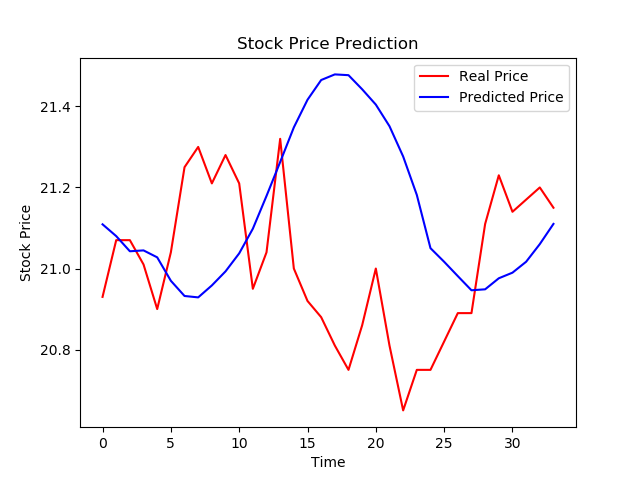 Stock Price Prediction
Real Price
Predicted Price
Stock Price
21.4
21.2
21.0
20.8
0 5 10 15 20 25 30
Time